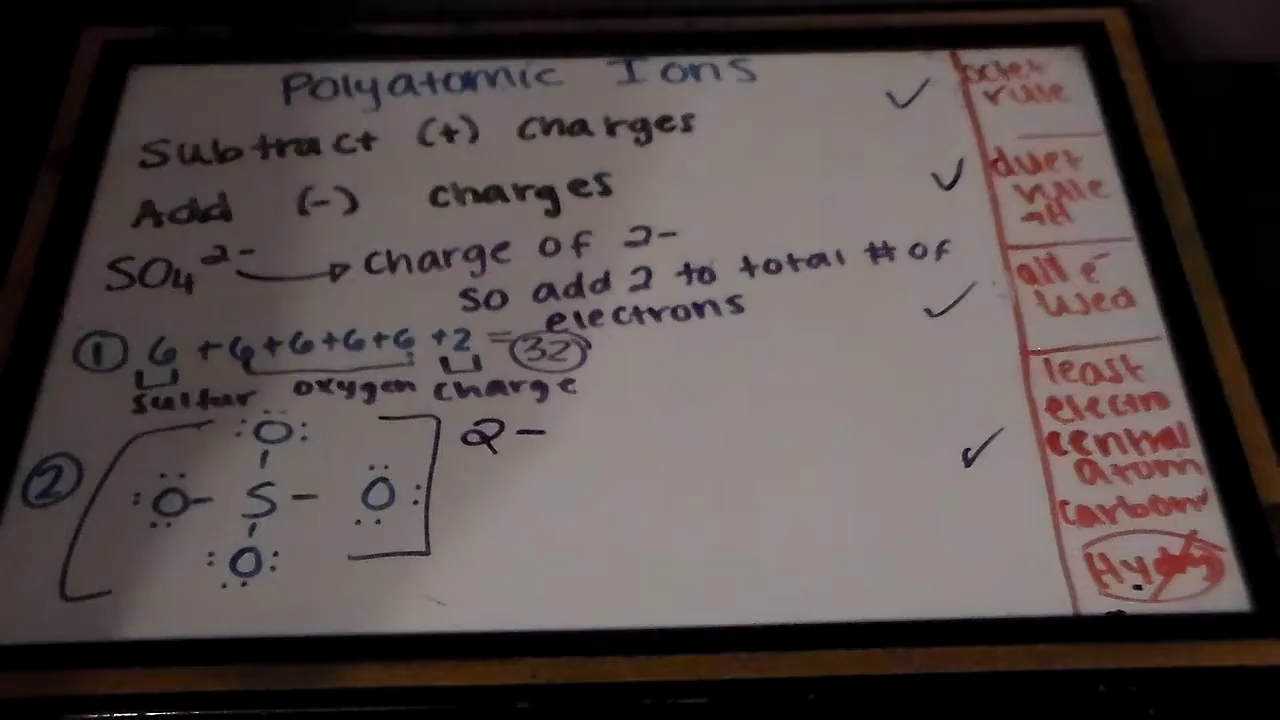 Polyatomic Ions
Subtract (+) charges
Add (-) charges
SO4 2- → charge of 2-
so add 2 to total # of
electrons
① 6 + 6+6+6+6 +2 = 32
sulfur oxygen charge
② 2-
:O:
:O- S - O:
:O:
octet
rule
duet
rule
→H
all e-
used
least
electro
central
atom
carbon